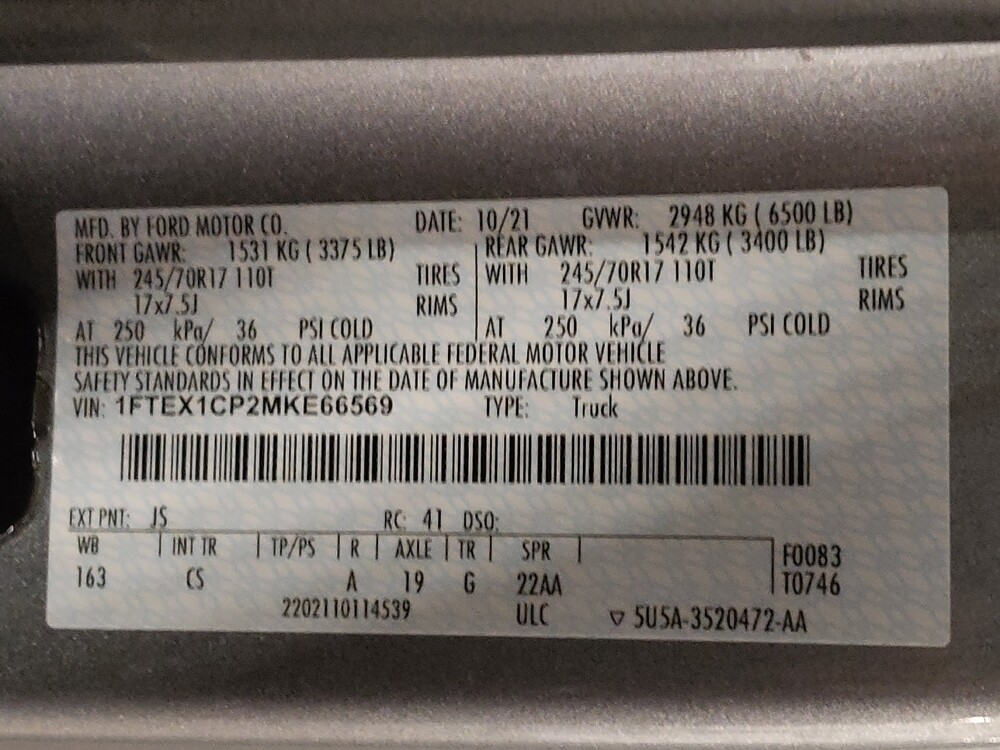 MFD. BY FORD MOTOR CO. DATE: 10/21 GVWR: 2948 KG ( 6500 LB)
FRONT GAWR: 1531 KG ( 3375 LB) REAR GAWR: 1542 KG ( 3400 LB)
WITH 245/70R17 110T TIRES WITH 245/70R17 110T TIRES
17x7.5J RIMS 17x7.5J RIMS
AT 250 kPa/ 36 PSI COLD AT 250 kPa/ 36 PSI COLD
THIS VEHICLE CONFORMS TO ALL APPLICABLE FEDERAL MOTOR VEHICLE
SAFETY STANDARDS IN EFFECT ON THE DATE OF MANUFACTURE SHOWN ABOVE.
VIN: 1FTEX1CP2MKE66569 TYPE: Truck
EXT PNT: JS RC: 41 DSO:
WB INT TR TP/PS R AXLE TR SPR F0083
163 CS A 19 G 22AA T0746
2202110114539 ULC ▽ 5U5A-3520472-AA